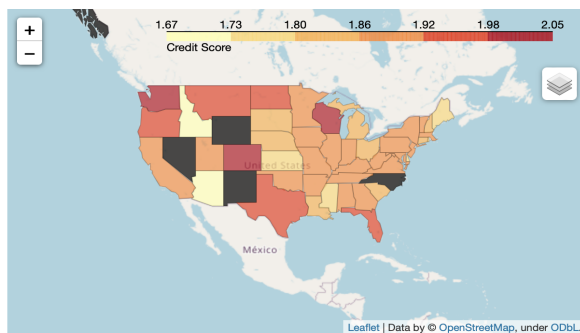 +
−
1.67 1.73 1.80 1.86 1.92 1.98 2.05
Credit Score
United States
México
Leaflet | Data by © OpenStreetMap, under ODbL.